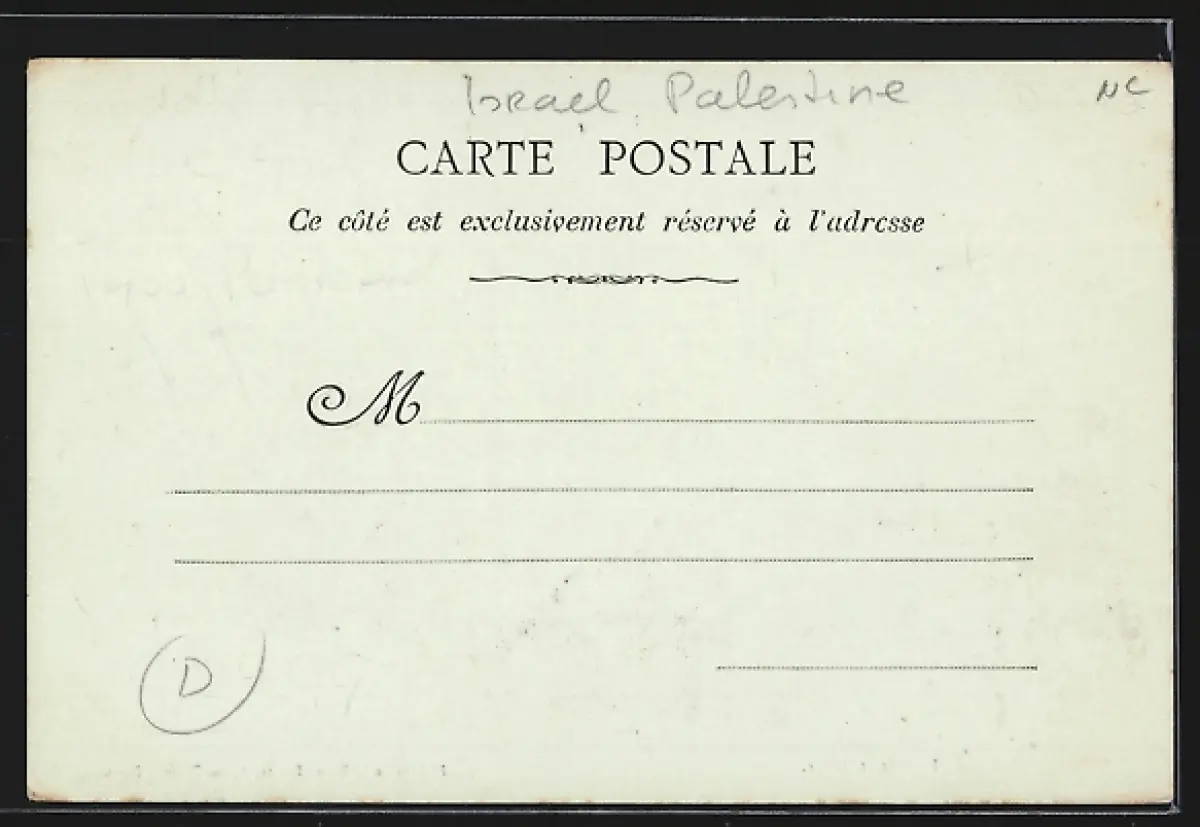 Israel Palestine
NC
CARTE POSTALE
Ce côté est exclusivement réservé à l'adresse
M
D